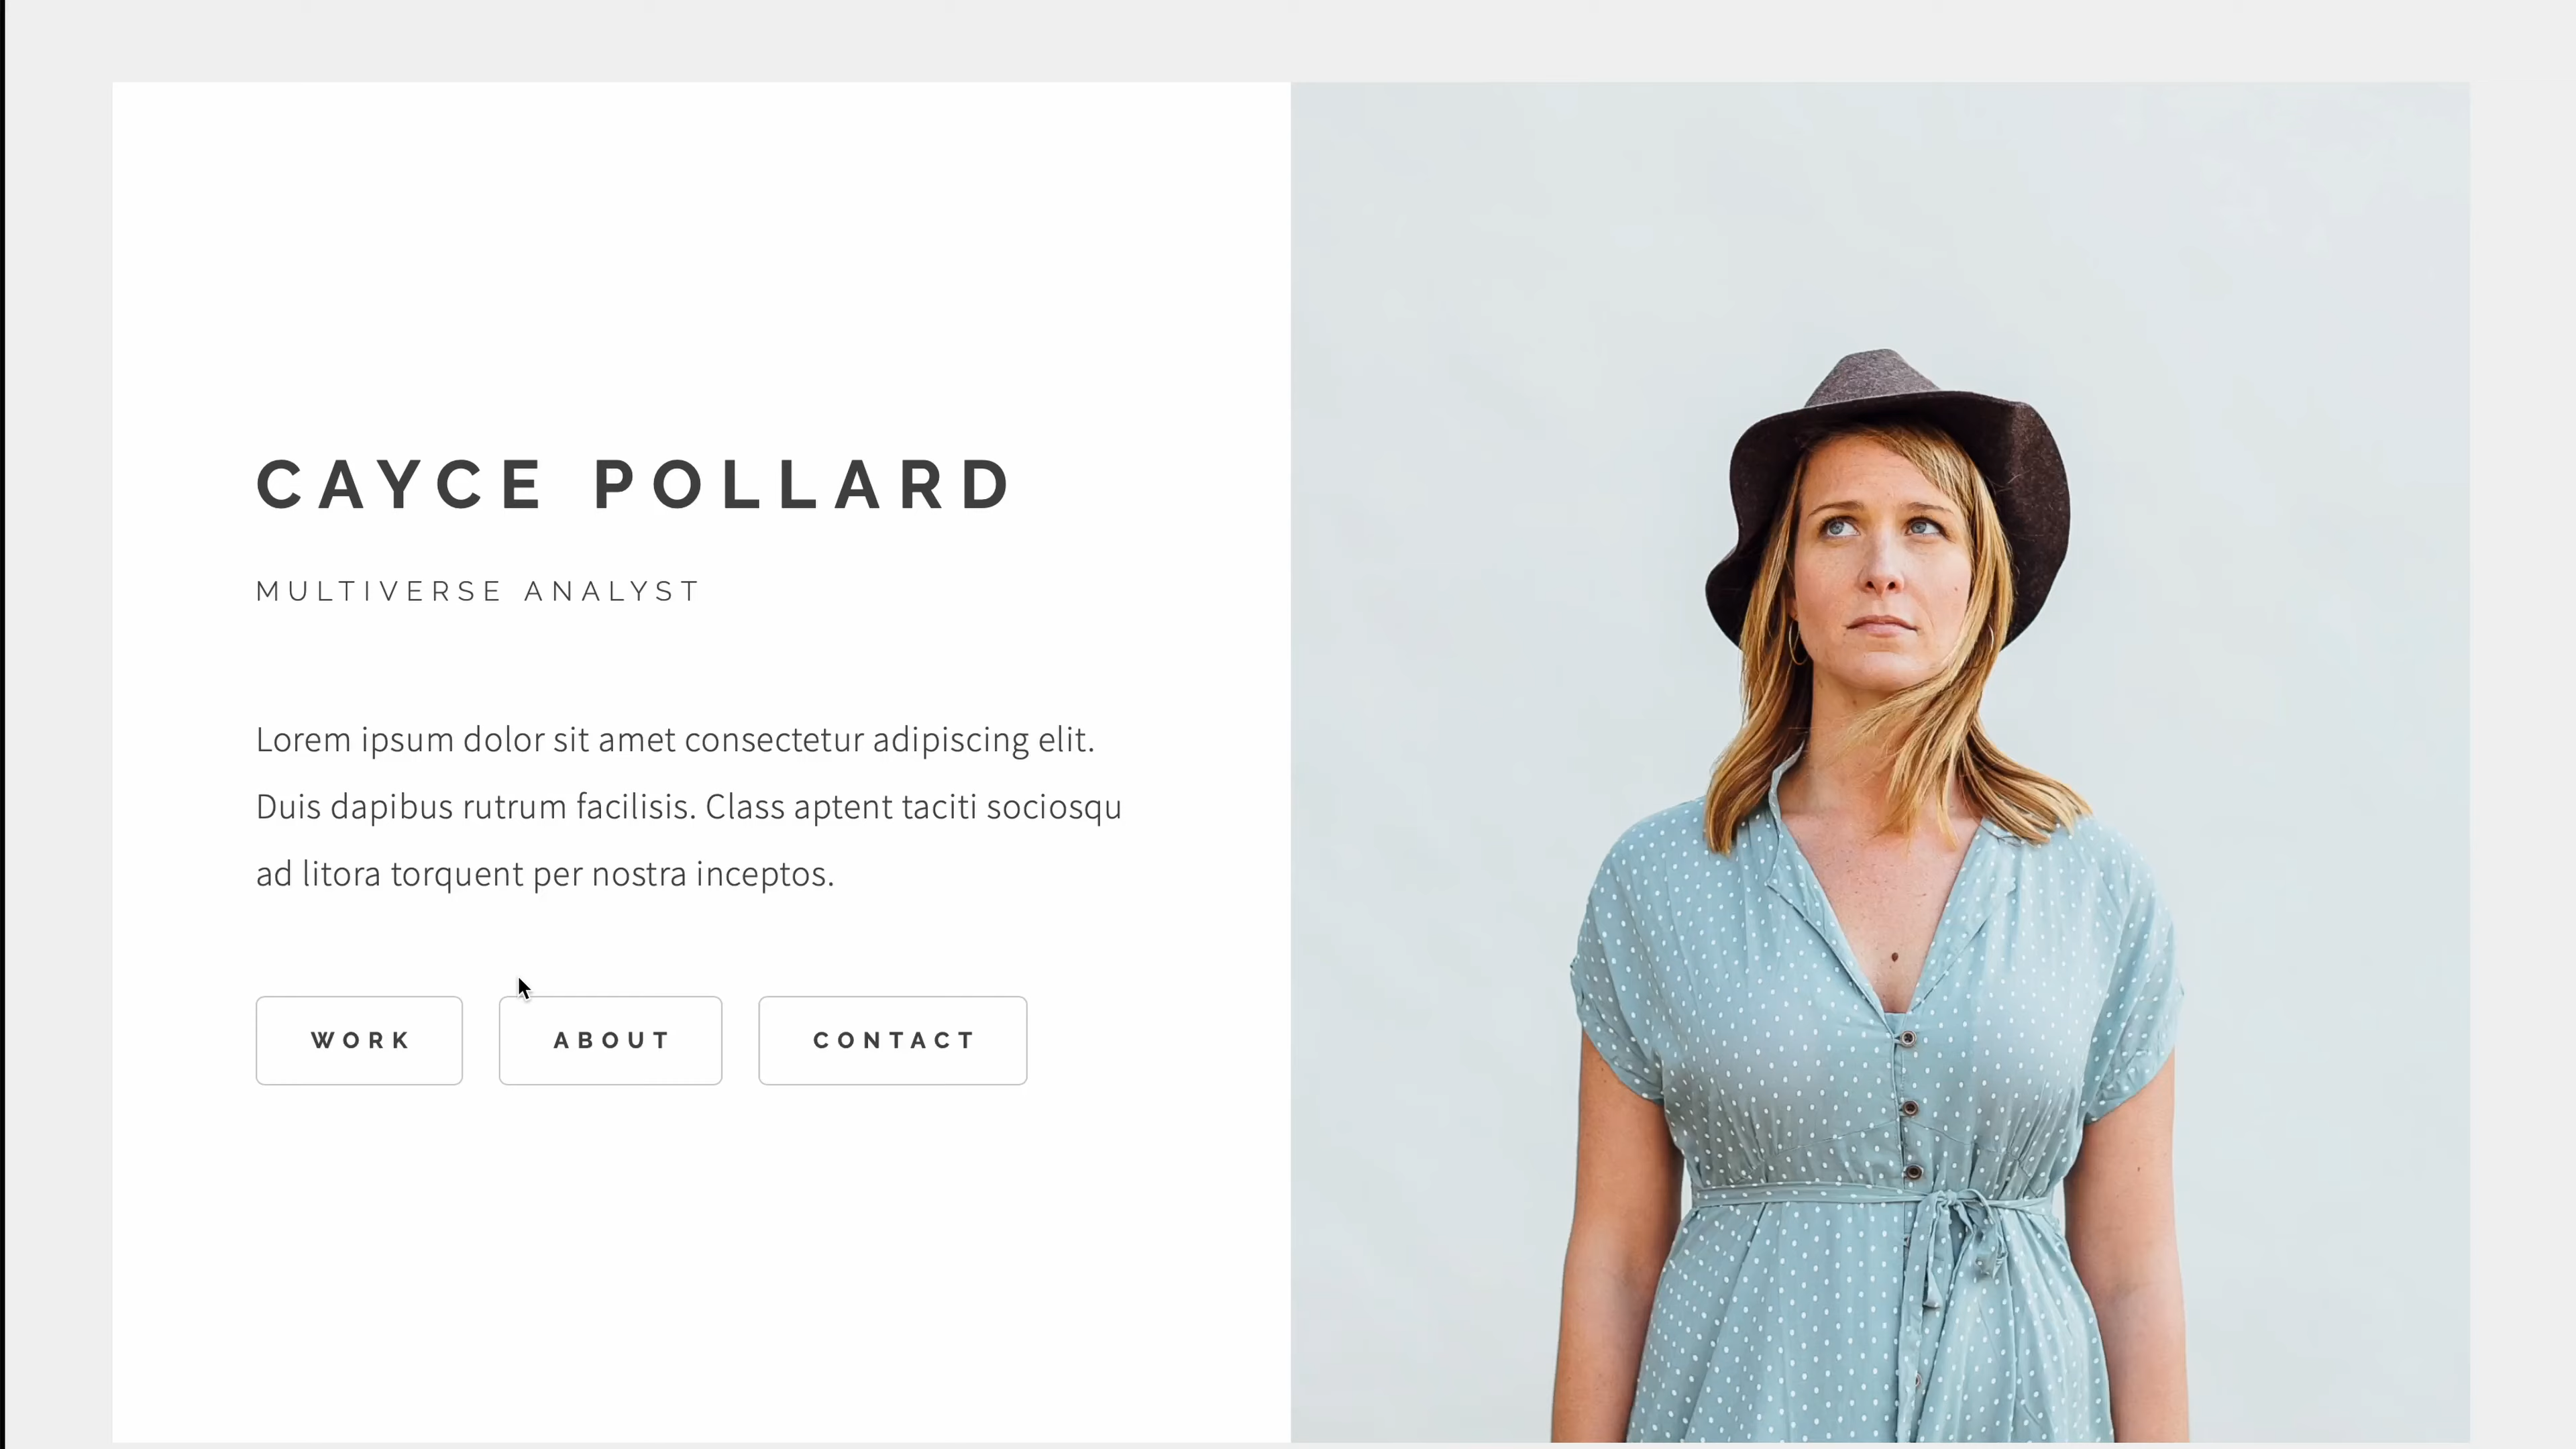 CAYCE POLLARD
MULTIVERSE ANALYST
Lorem ipsum dolor sit amet consectetur adipiscing elit.
Duis dapibus rutrum facilisis. Class aptent taciti sociosqu
ad litora torquent per nostra inceptos.
WORK
ABOUT
CONTACT